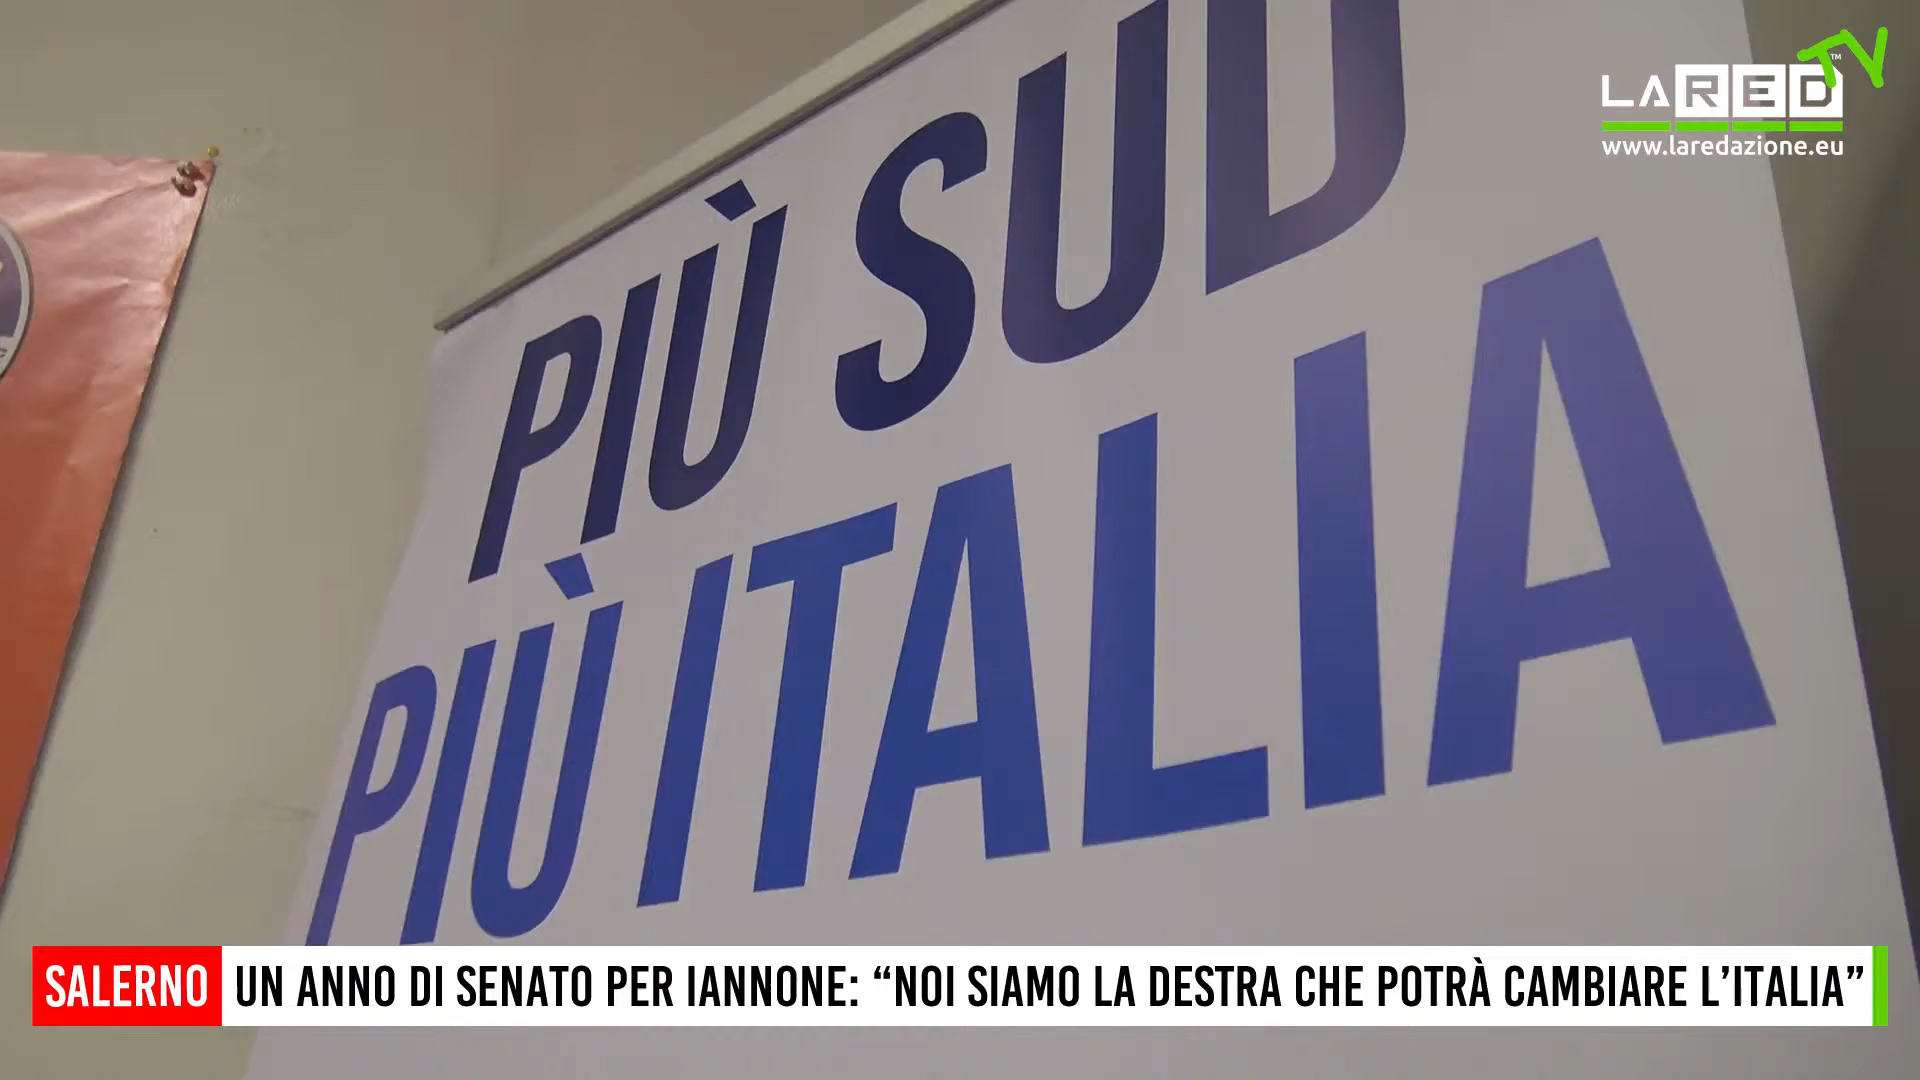 LARED TV
™
www.laredazione.eu
PIÙ SUD
PIÙ ITALIA
SALERNO UN ANNO DI SENATO PER IANNONE: “NOI SIAMO LA DESTRA CHE POTRÀ CAMBIARE L’ITALIA”